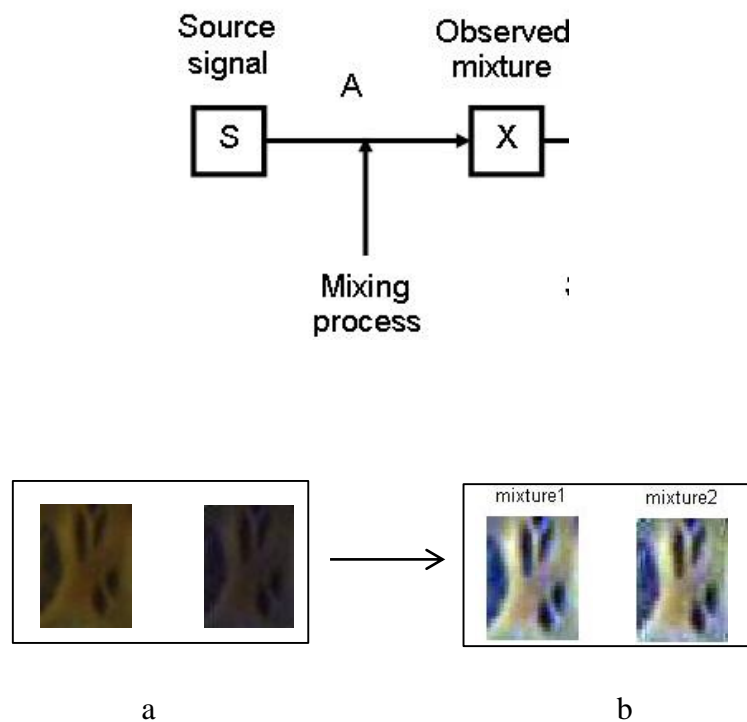 Source
signal
Observed
mixture
A
S
X
Mixing
process
mixture1
mixture2
a
b